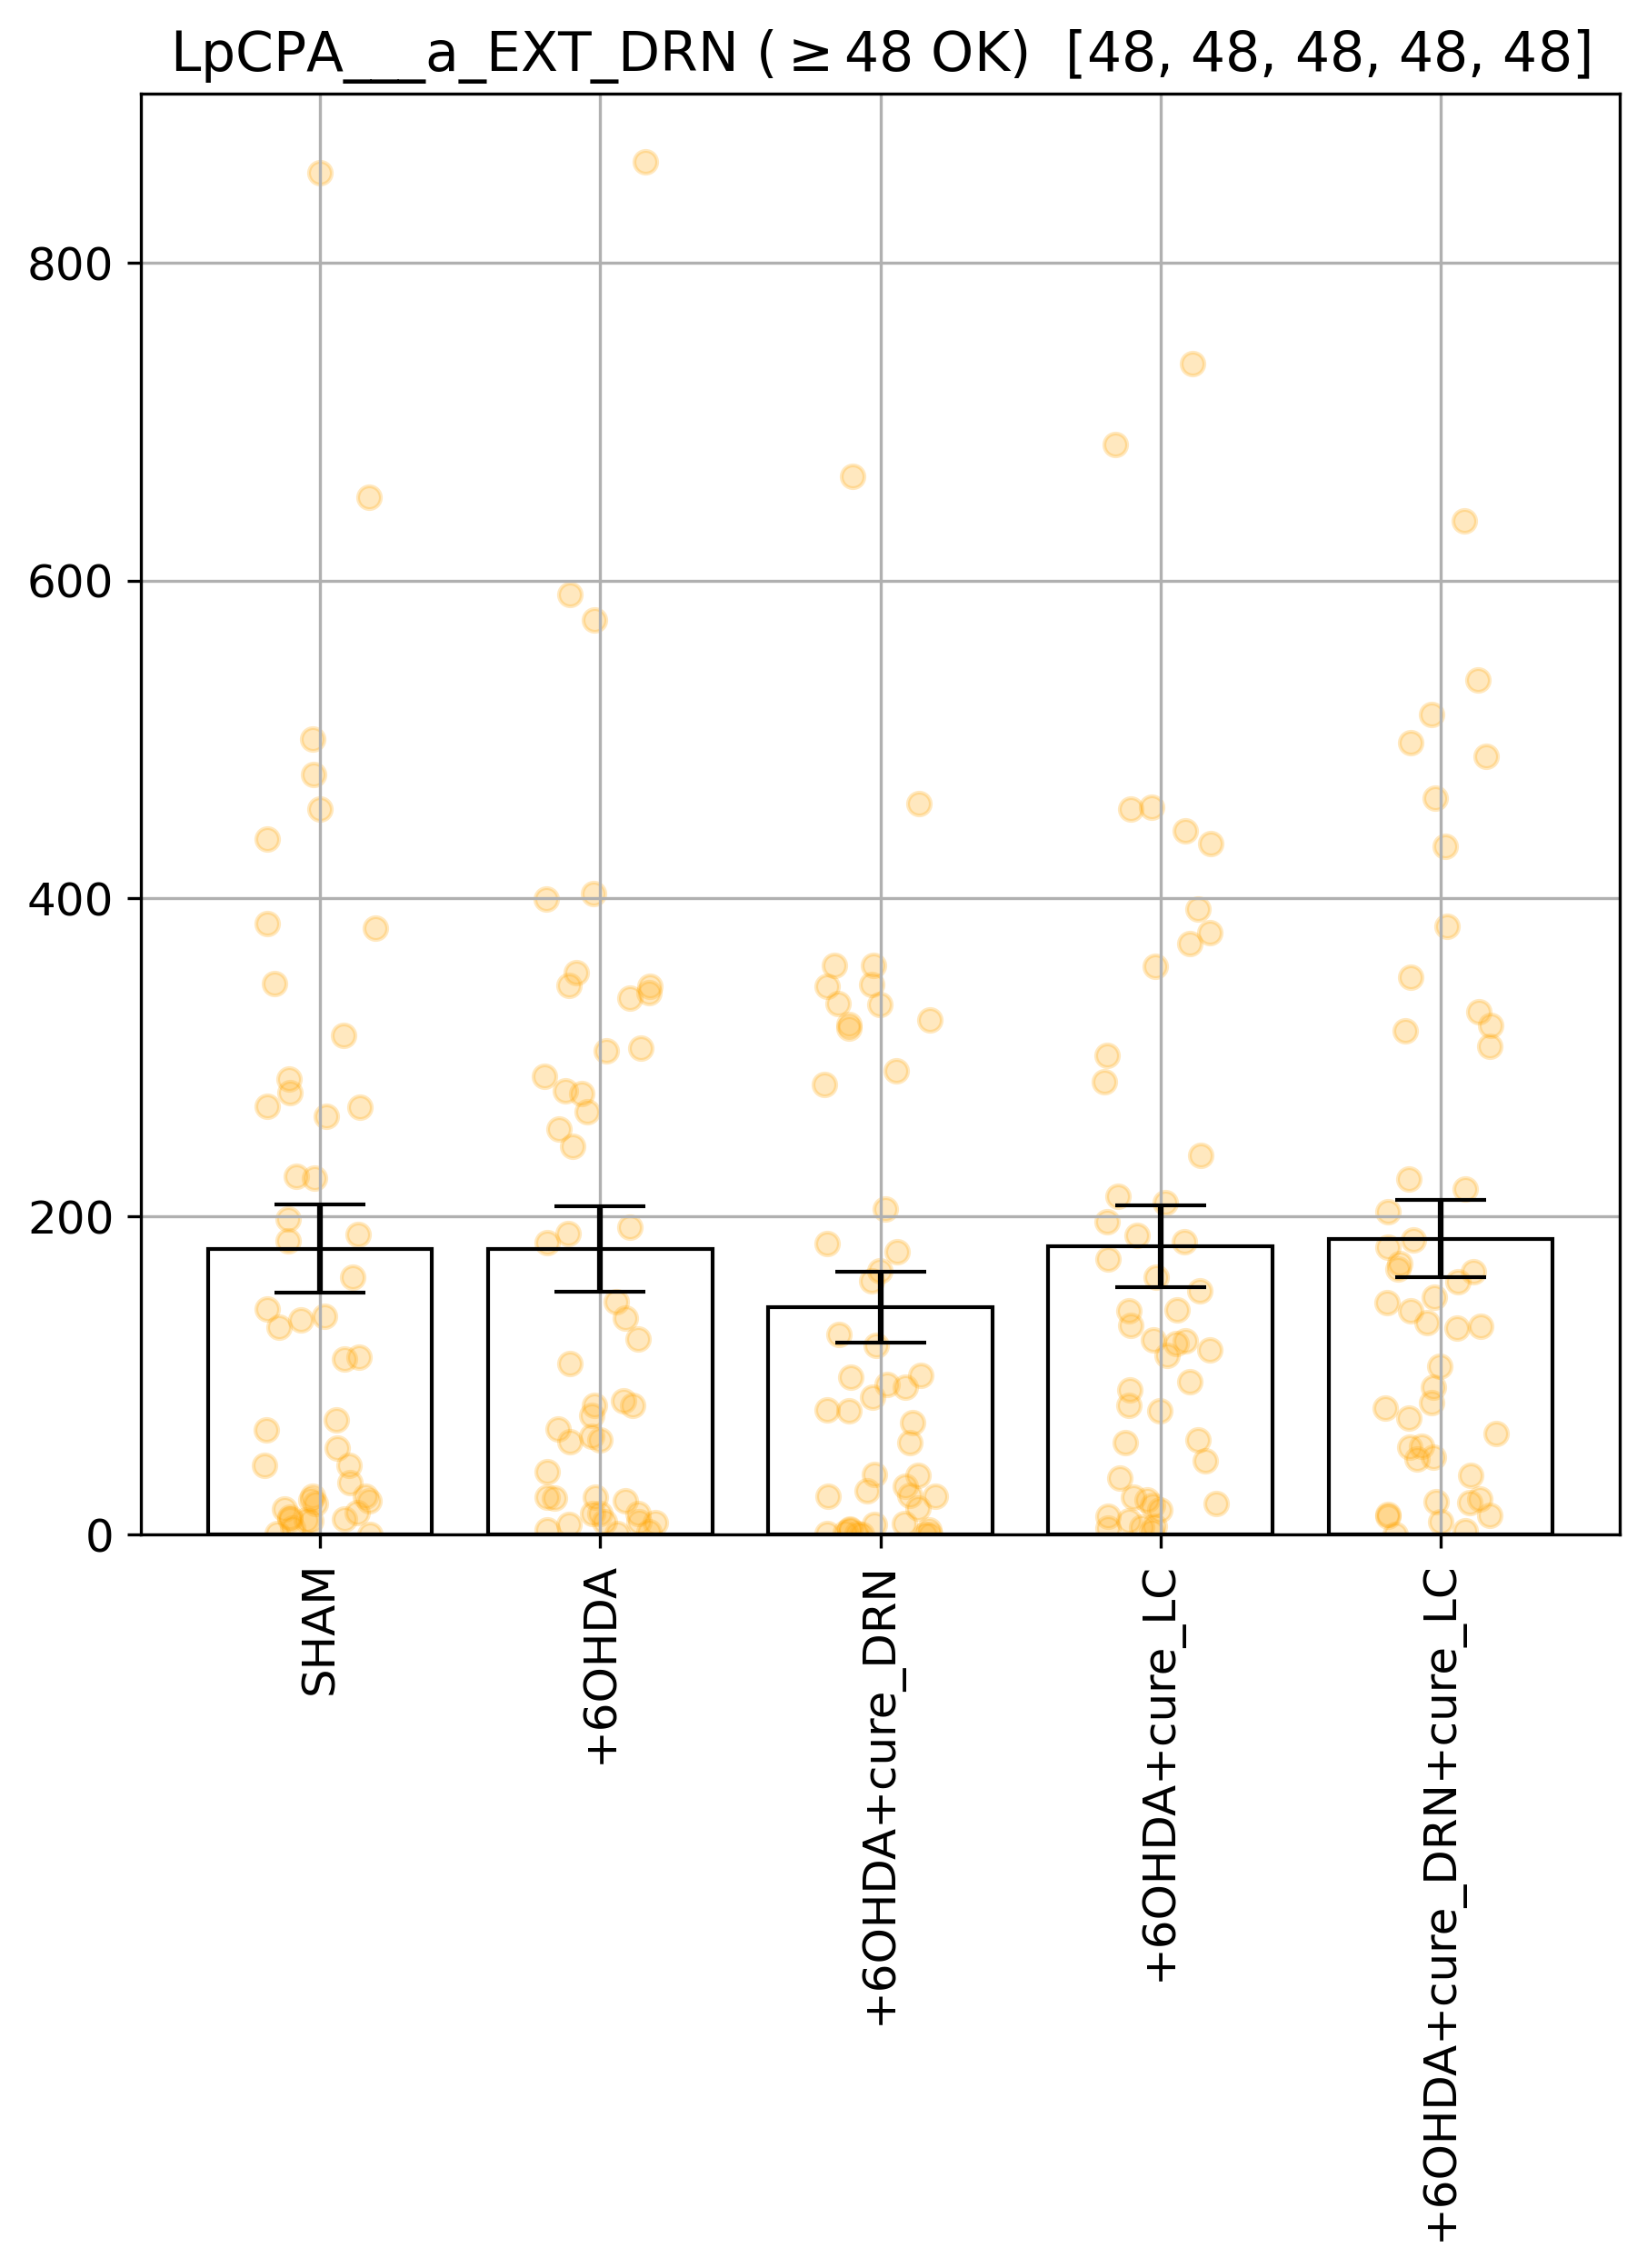 LpCPA___a_EXT_DRN (≥48 OK)  [48, 48, 48, 48, 48]
800
600
400
200
0
SHAM
+6OHDA
+6OHDA+cure_DRN
+6OHDA+cure_LC
+6OHDA+cure_DRN+cure_LC